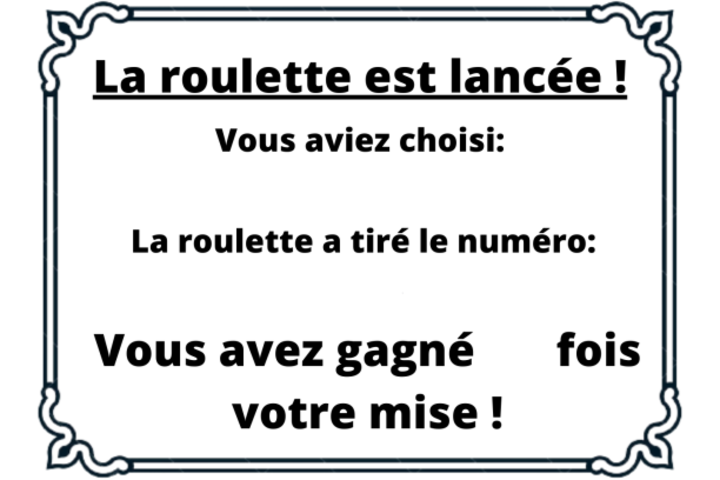 La roulette est lancée !
Vous aviez choisi:
La roulette a tiré le numéro:
Vous avez gagné fois
votre mise !